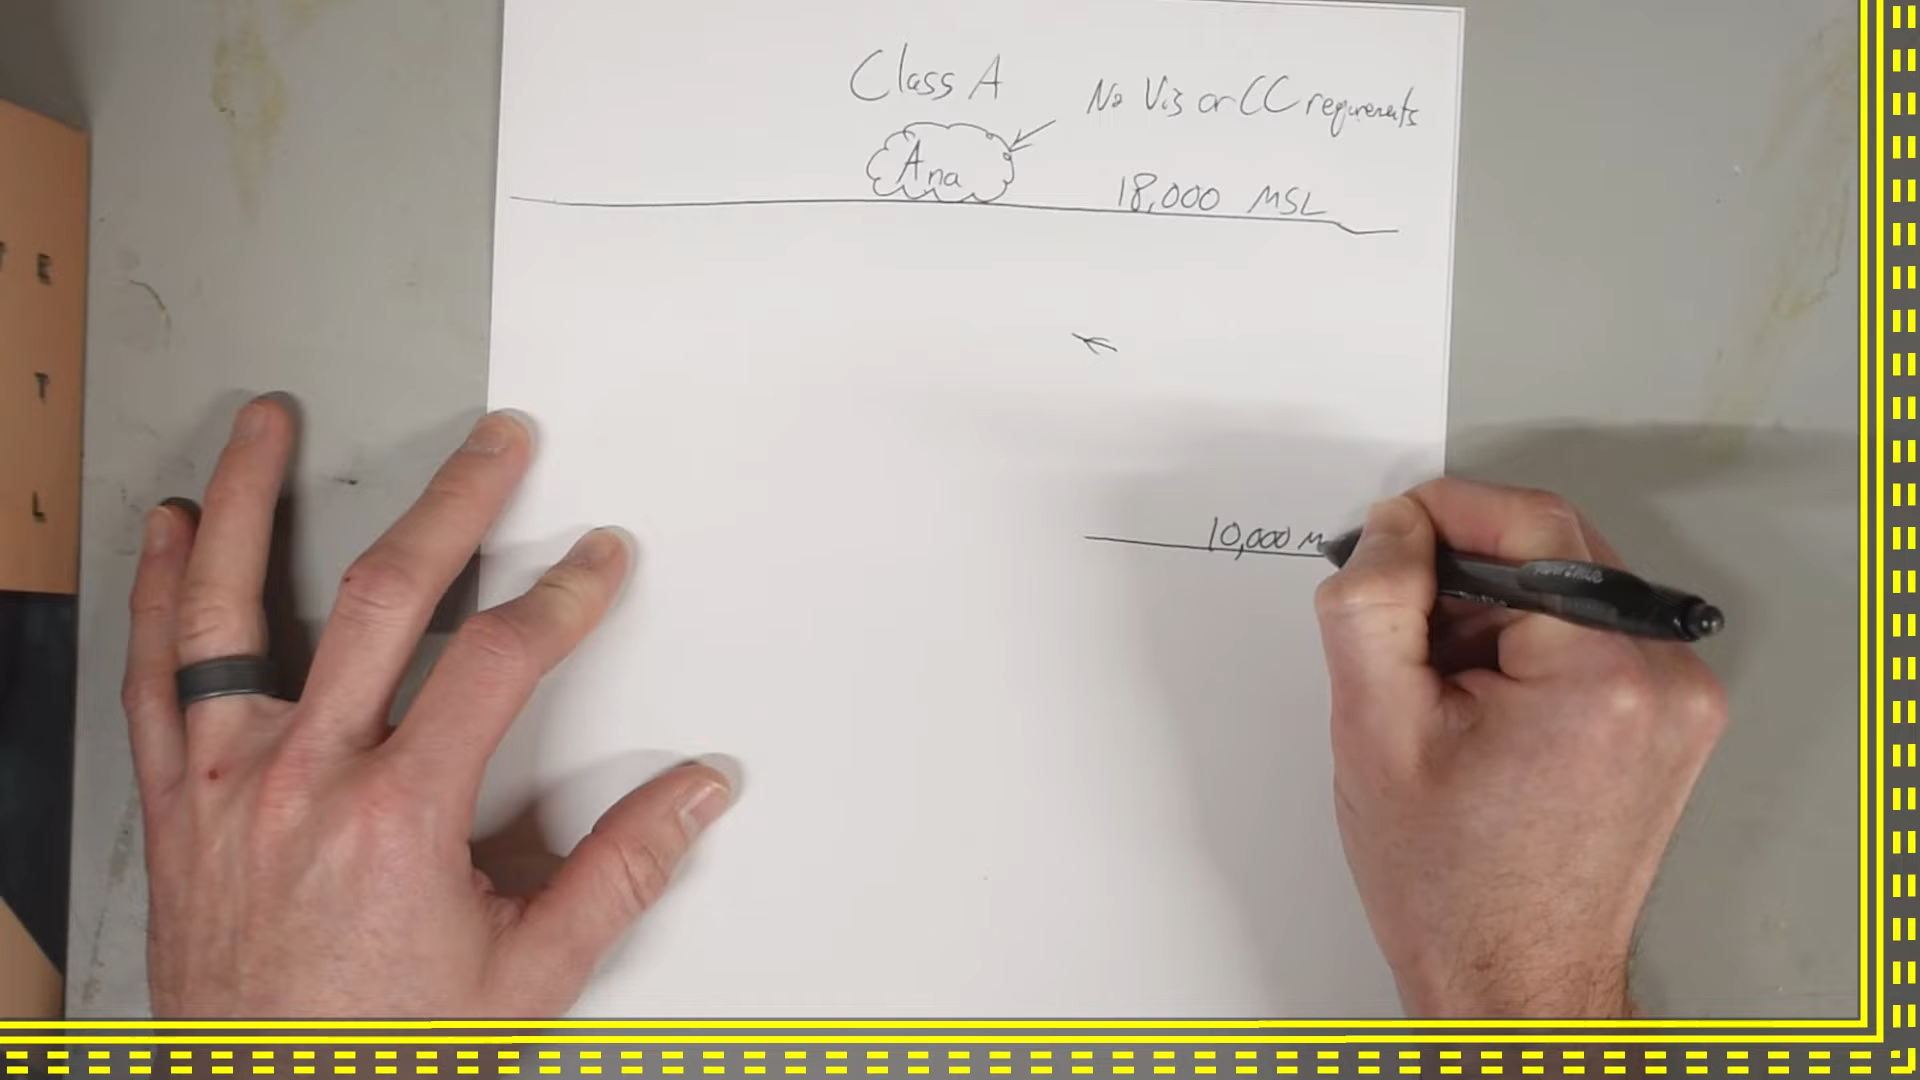 Class A
No Vis or CC requirements
Ana
18,000 MSL
10,000 M
E
T
L